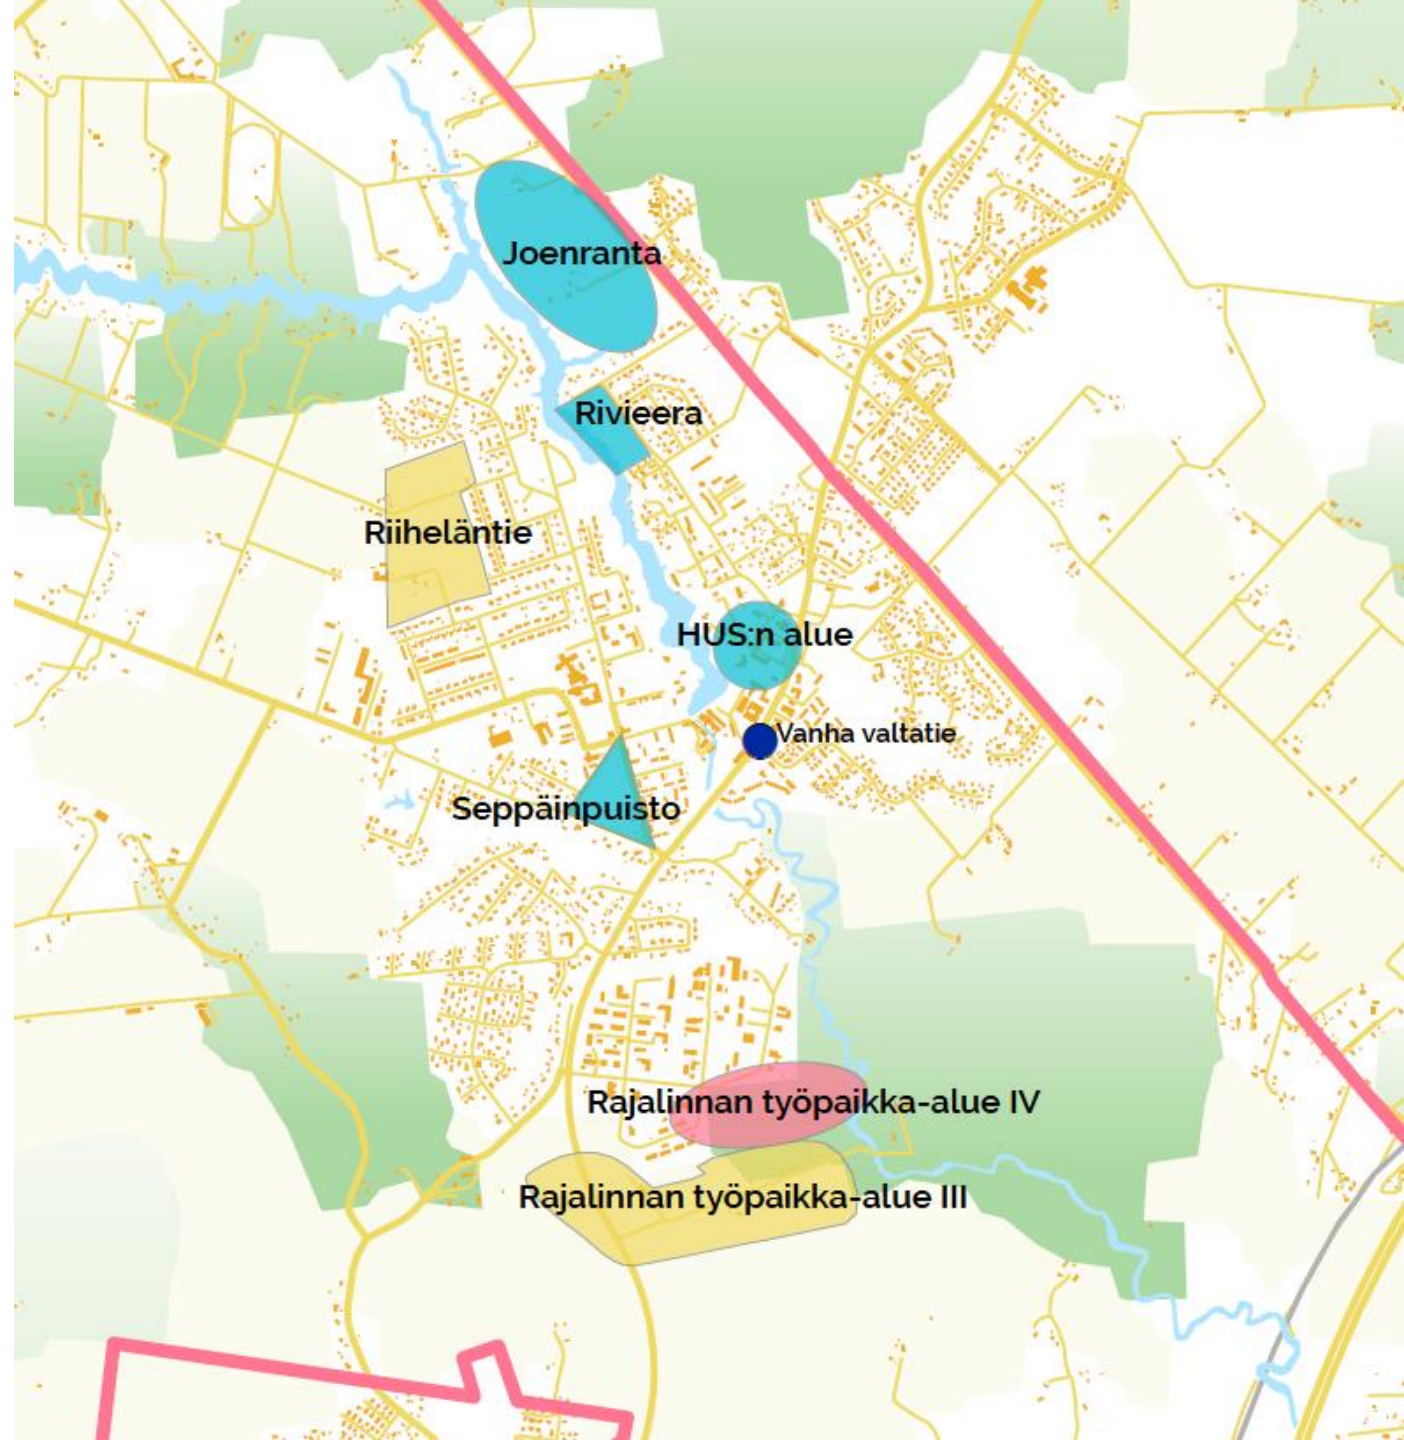 Joenranta
Rivieera
Riiheläntie
HUS:n alue
Vanha valtatie
Seppäinpuisto
Rajalinnan työpaikka-alue IV
Rajalinnan työpaikka-alue III